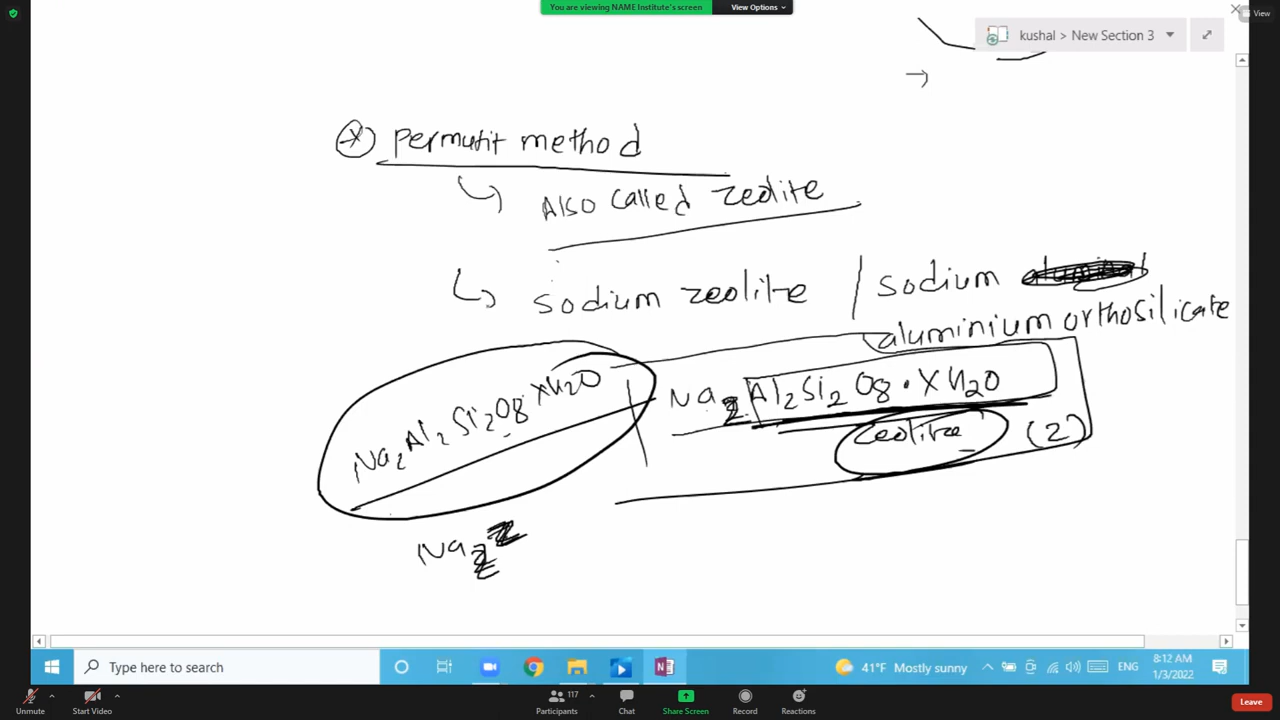 You are viewing NAME Institute's screen View Options
View
kushal > New Section 3
→
* permutit method
Also called zeolite
sodium zeolite / sodium
aluminium orthosilicate
Na2Al2Si2O8 XH2O
Na2 Al2Si2O8 · XH2O
zeolite (Z)
Na2Z
Type here to search
41°F Mostly sunny
ENG
8:12 AM
1/3/2022
Unmute
Start Video
Participants 117
Chat
Share Screen
Record
Reactions
Leave